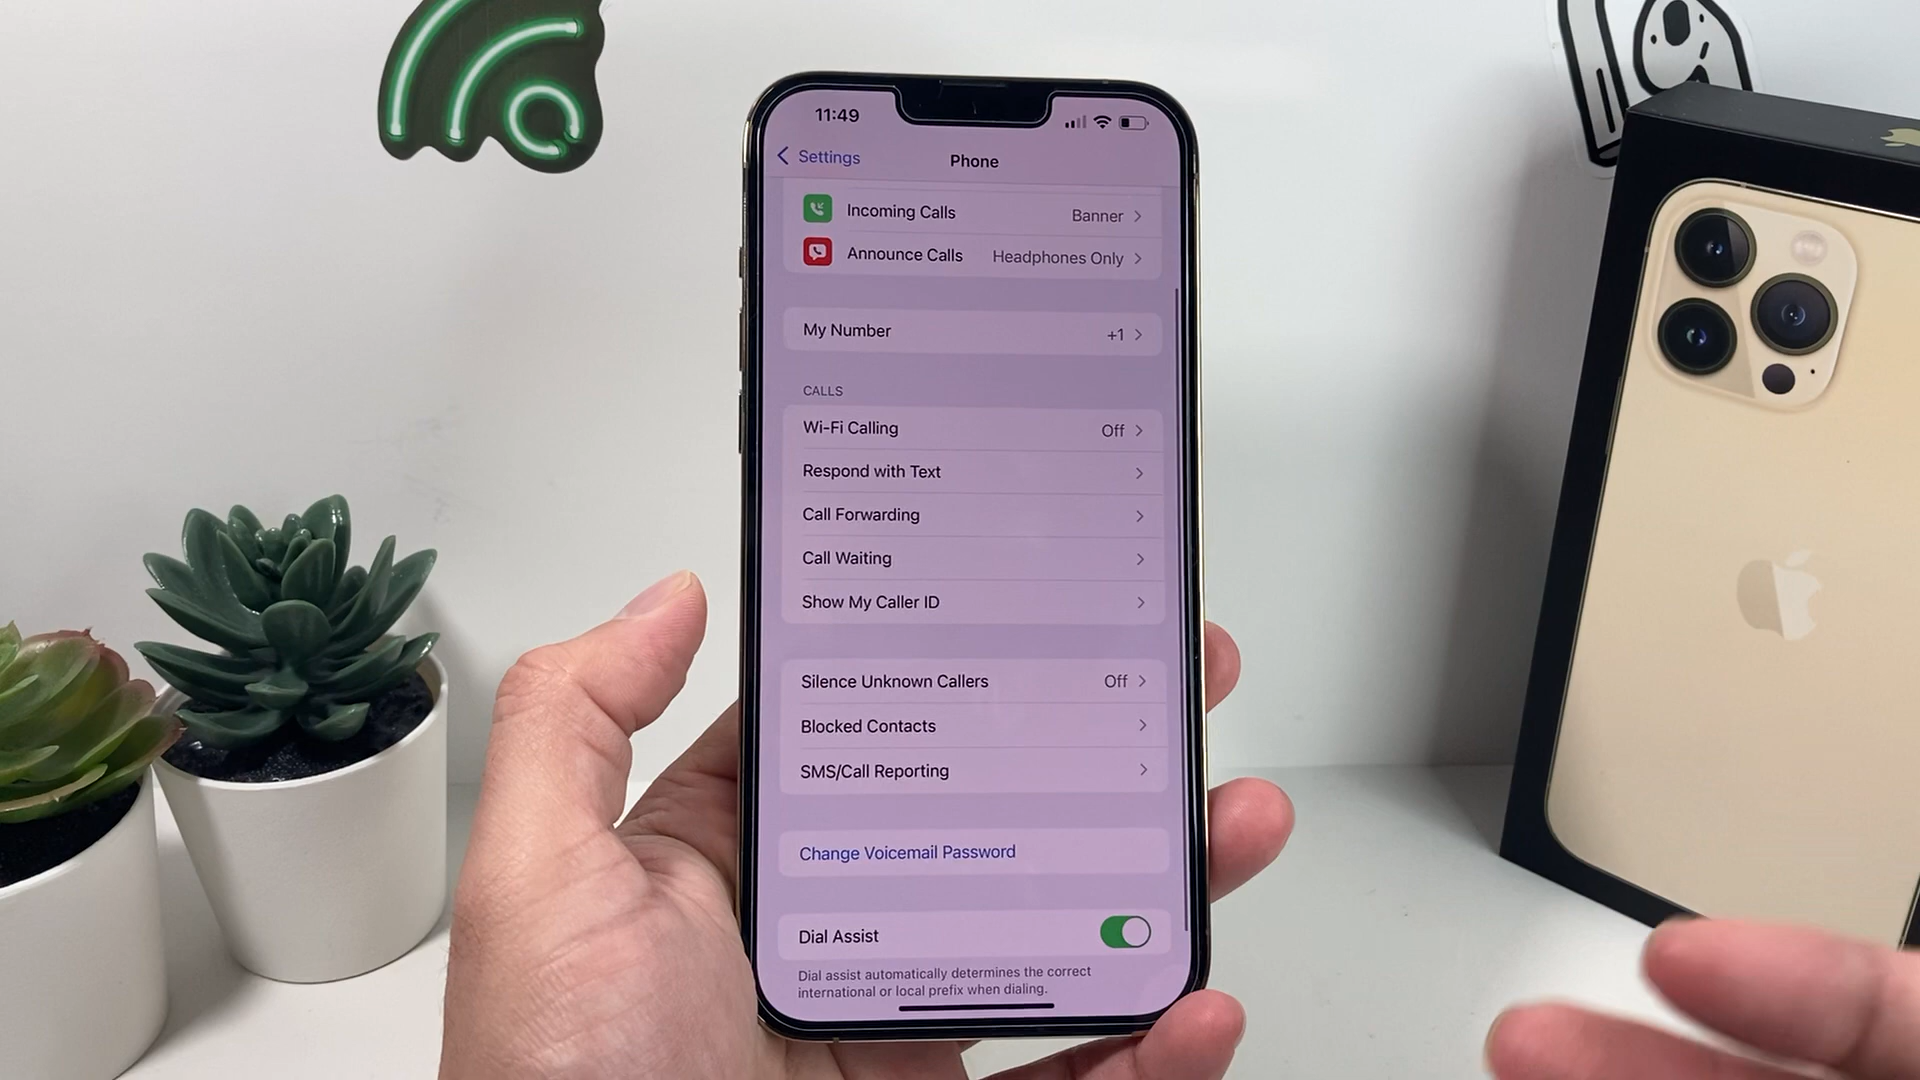 11:49
Settings
Phone
Incoming Calls Banner
Announce Calls Headphones Only
My Number +1
CALLS
Wi-Fi Calling Off
Respond with Text
Call Forwarding
Call Waiting
Show My Caller ID
Silence Unknown Callers Off
Blocked Contacts
SMS/Call Reporting
Change Voicemail Password
Dial Assist
Dial assist automatically determines the correct
international or local prefix when dialing.